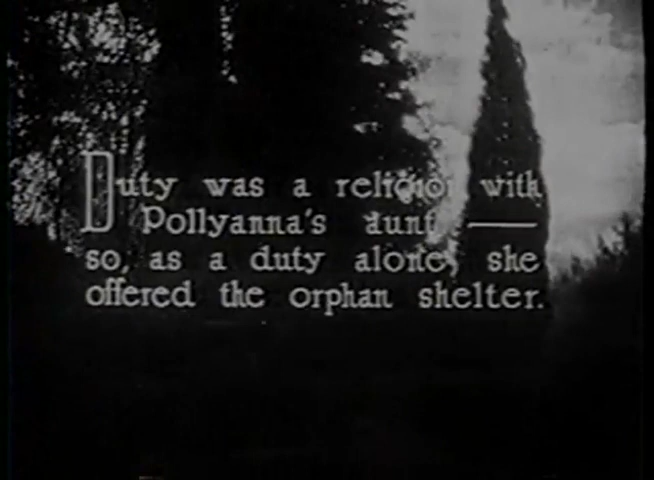 Duty was a religion with
Pollyanna's aunt —
so, as a duty alone, she
offered the orphan shelter.